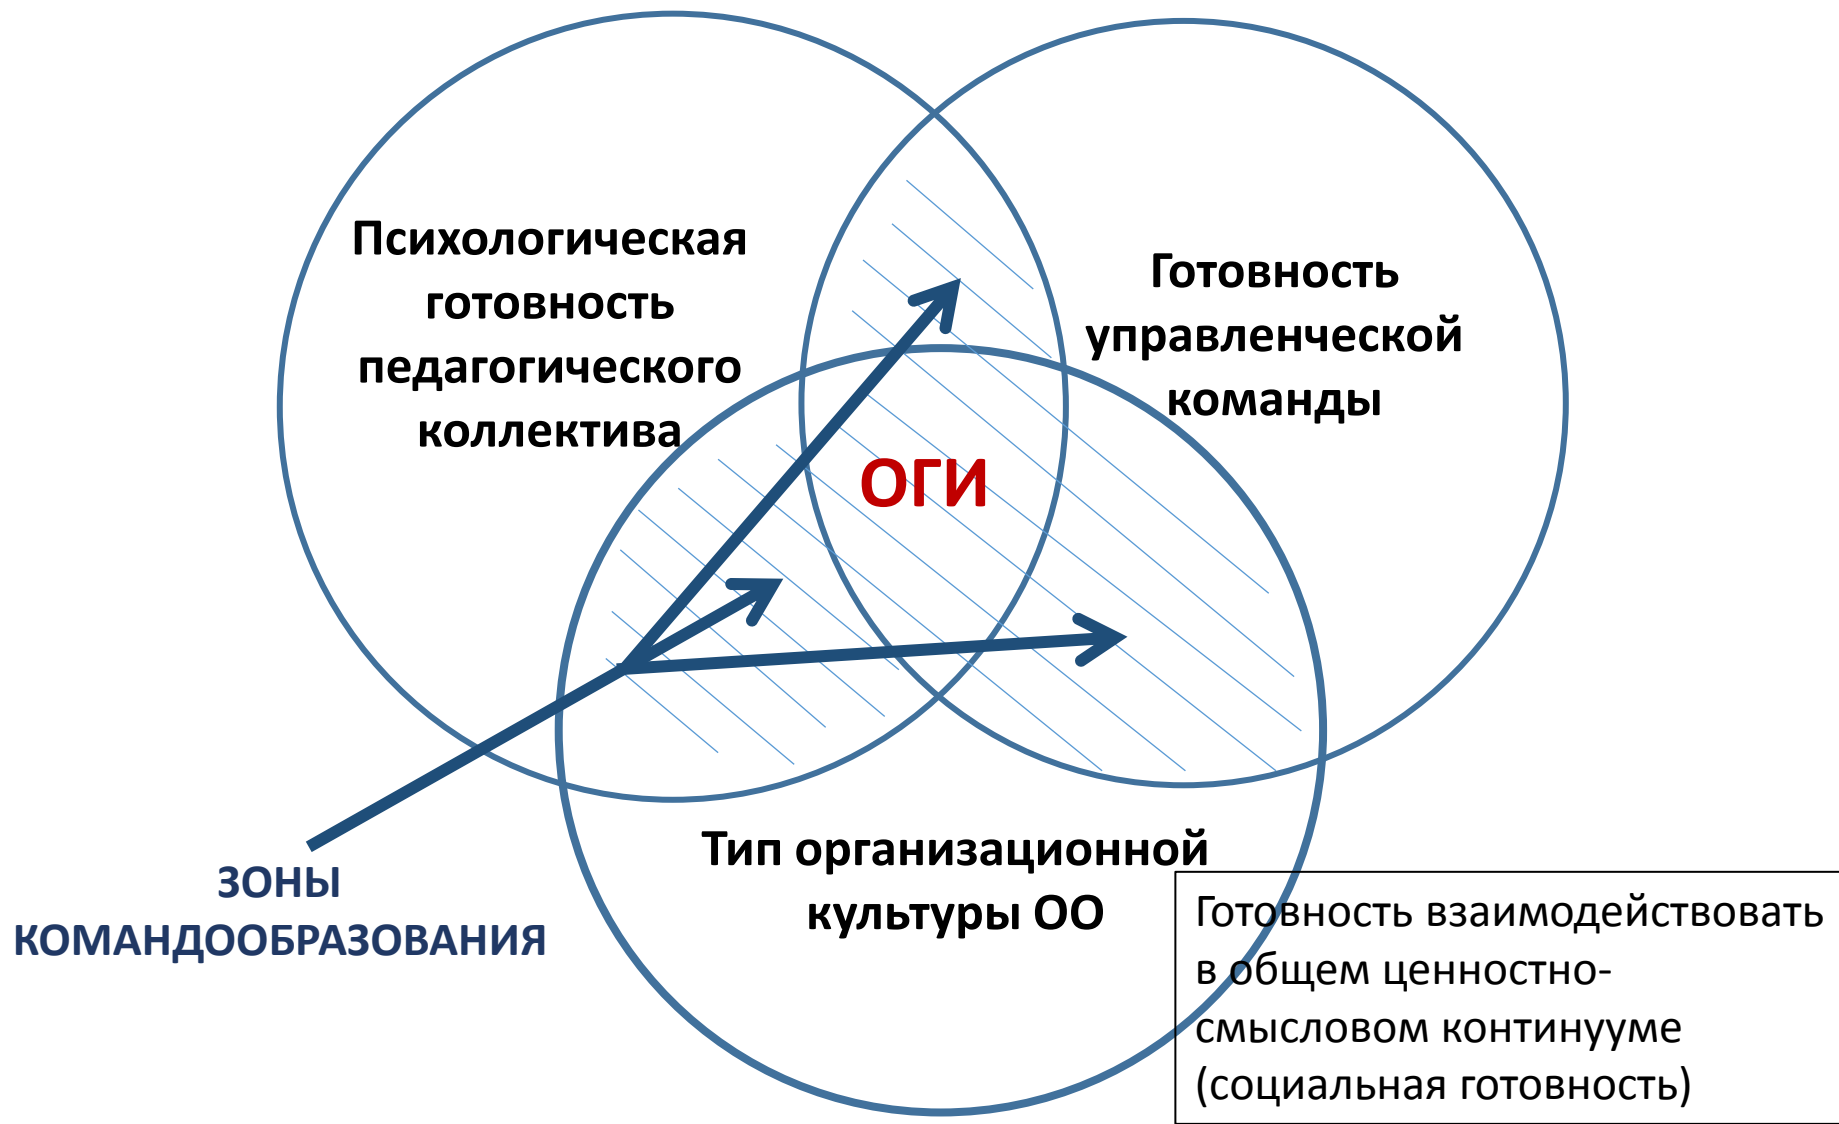 Психологическая
готовность
педагогического
коллектива
Готовность
управленческой
команды
ОГИ
Тип организационной
культуры ОО
ЗОНЫ
КОМАНДООБРАЗОВАНИЯ
Готовность взаимодействовать
в общем ценностно-
смысловом континууме
(социальная готовность)